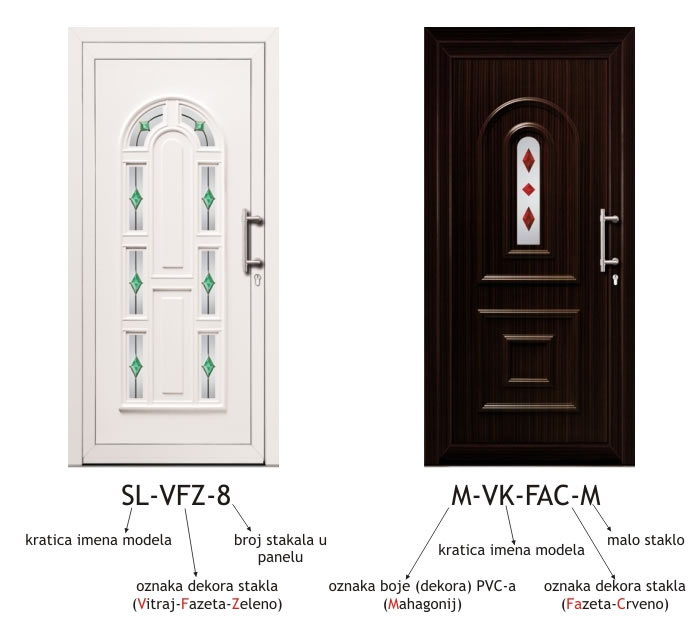 SL-VFZ-8
kratica imena modela
broj stakala u
panelu
oznaka dekora stakla
(Vitraj-Fazeta-Zeleno)
M-VK-FAC-M
kratica imena modela
malo staklo
oznaka boje (dekora) PVC-a
(Mahagonij)
oznaka dekora stakla
(Fazeta-Crveno)